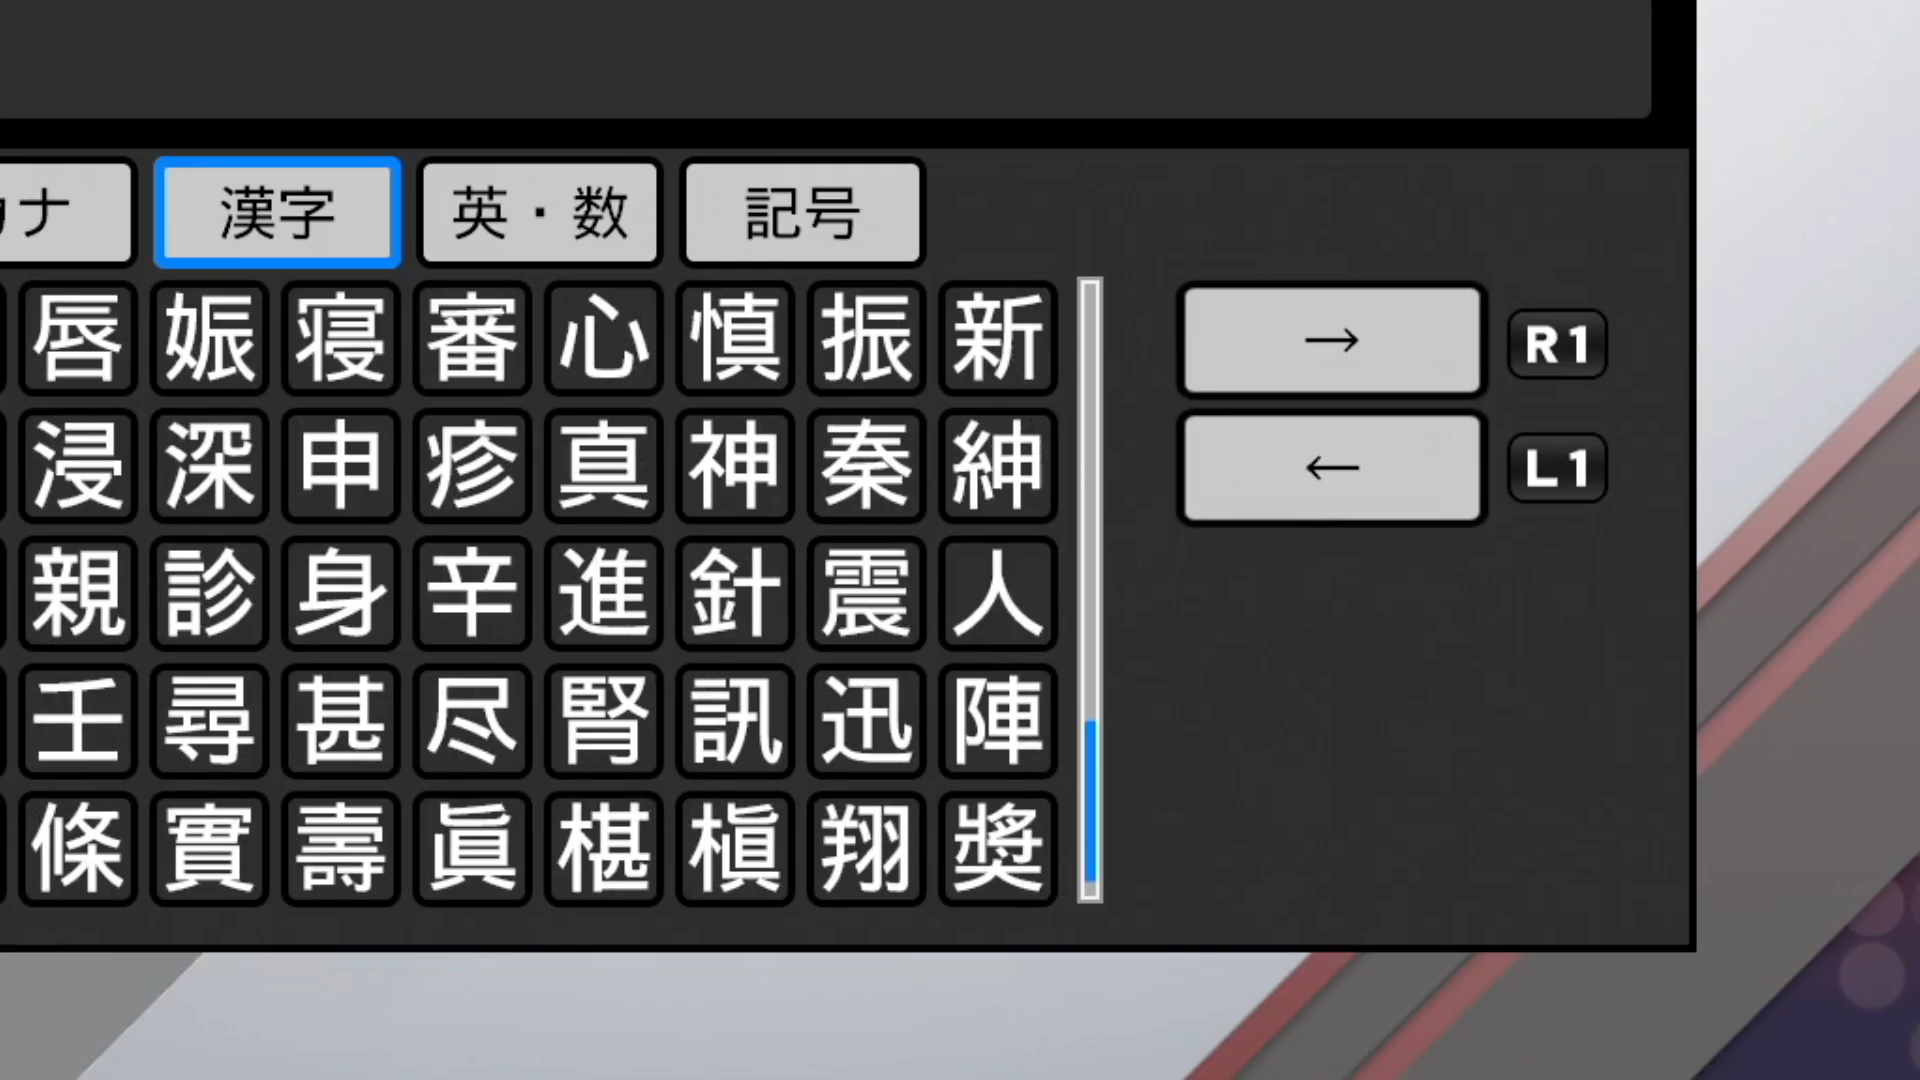 カナ 漢字 英・数 記号
唇 娠 寝 審 心 慎 振 新 → R1
浸 深 申 疹 真 神 秦 紳 ← L1
親 診 身 辛 進 針 震 人
壬 尋 甚 尽 腎 訊 迅 陣
條 實 壽 眞 椹 槇 翔 奬